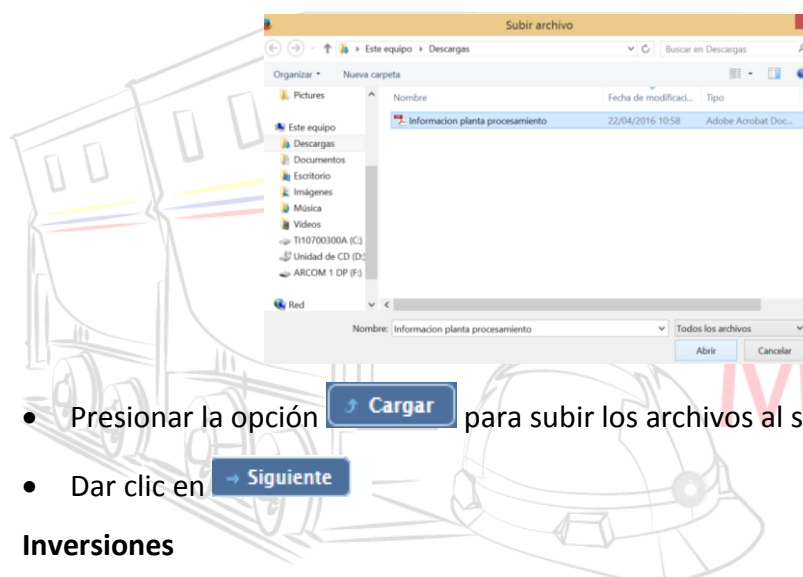 Subir archivo
Este equipo ▸ Descargas
Buscar en Descargas
Organizar
Nueva carpeta
Pictures
Nombre
Fecha de modificaci...
Tipo
Informacion planta procesamiento
22/04/2016 10:58
Adobe Acrobat Doc...
Este equipo
Descargas
Documentos
Escritorio
Imágenes
Música
Vídeos
TI10700300A (C:)
Unidad de CD (D:
ARCOM 1 DP (F:)
Red
Nombre: Informacion planta procesamiento
Todos los archivos
Abrir
Cancelar
• Presionar la opción Cargar para subir los archivos al s
• Dar clic en → Siguiente
Inversiones